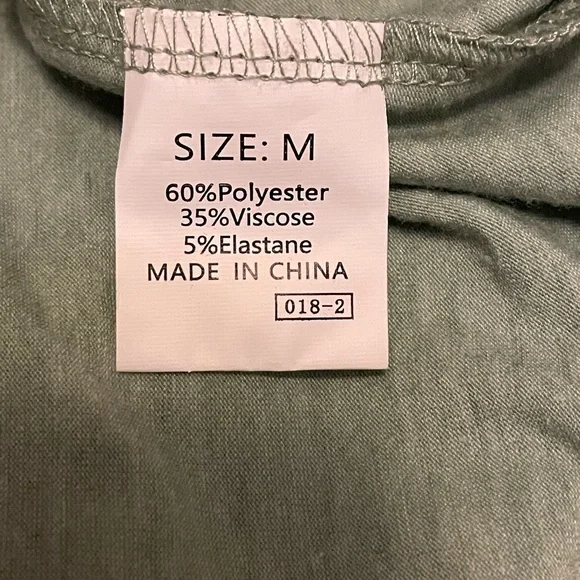 SIZE: M
60%Polyester
35%Viscose
5%Elastane
MADE IN CHINA
018-2